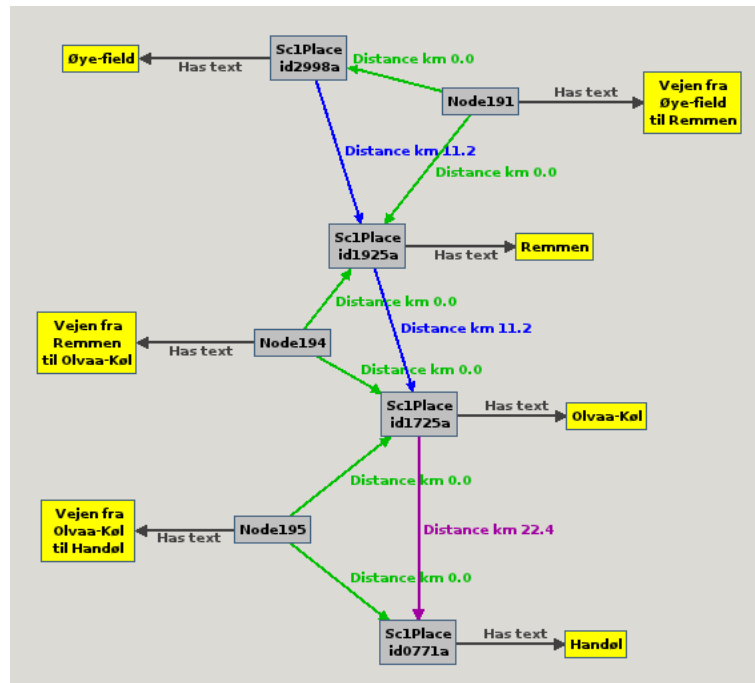 Øye-field
Has text
Sc1Place
id2998a
Distance km 0.0
Node191
Has text
Vejen fra
Øye-field
til Remmen
Distance km 11.2
Distance km 0.0
Sc1Place
id1925a
Has text
Remmen
Distance km 0.0
Vejen fra
Remmen
til Olvaa-Køl
Has text
Node194
Distance km 11.2
Distance km 0.0
Sc1Place
id1725a
Has text
Olvaa-Køl
Distance km 0.0
Vejen fra
Olvaa-Køl
til Handøl
Has text
Node195
Distance km 22.4
Distance km 0.0
Sc1Place
id0771a
Has text
Handøl